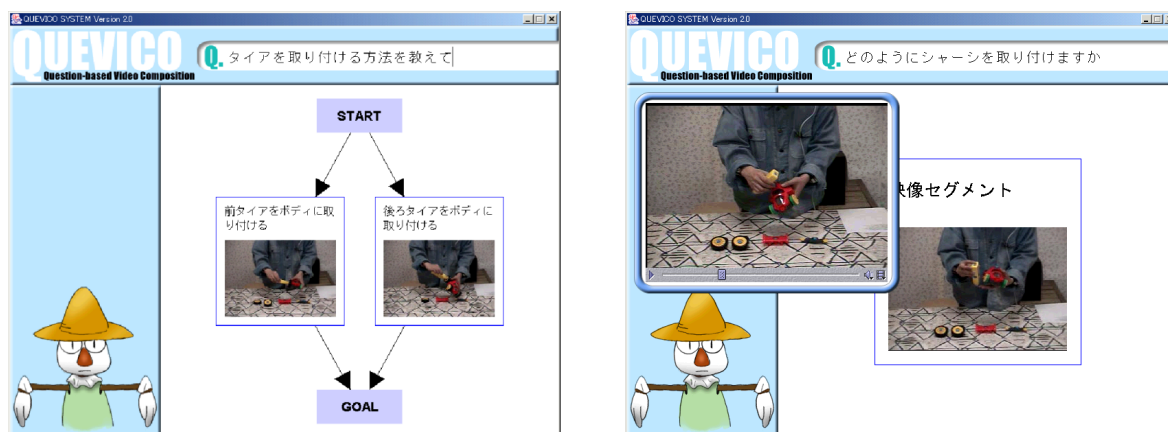 QUEVICO SYSTEM Version 2.0
QUEVICO
Question-based Video Composition
Q. タイアを取り付ける方法を教えて
START
前タイアをボディに取
り付ける
後ろタイアをボディに
取り付ける
GOAL
QUEVICO SYSTEM Version 2.0
QUEVICO
Question-based Video Composition
Q. どのようにシャーシを取り付けますか
像セグメント